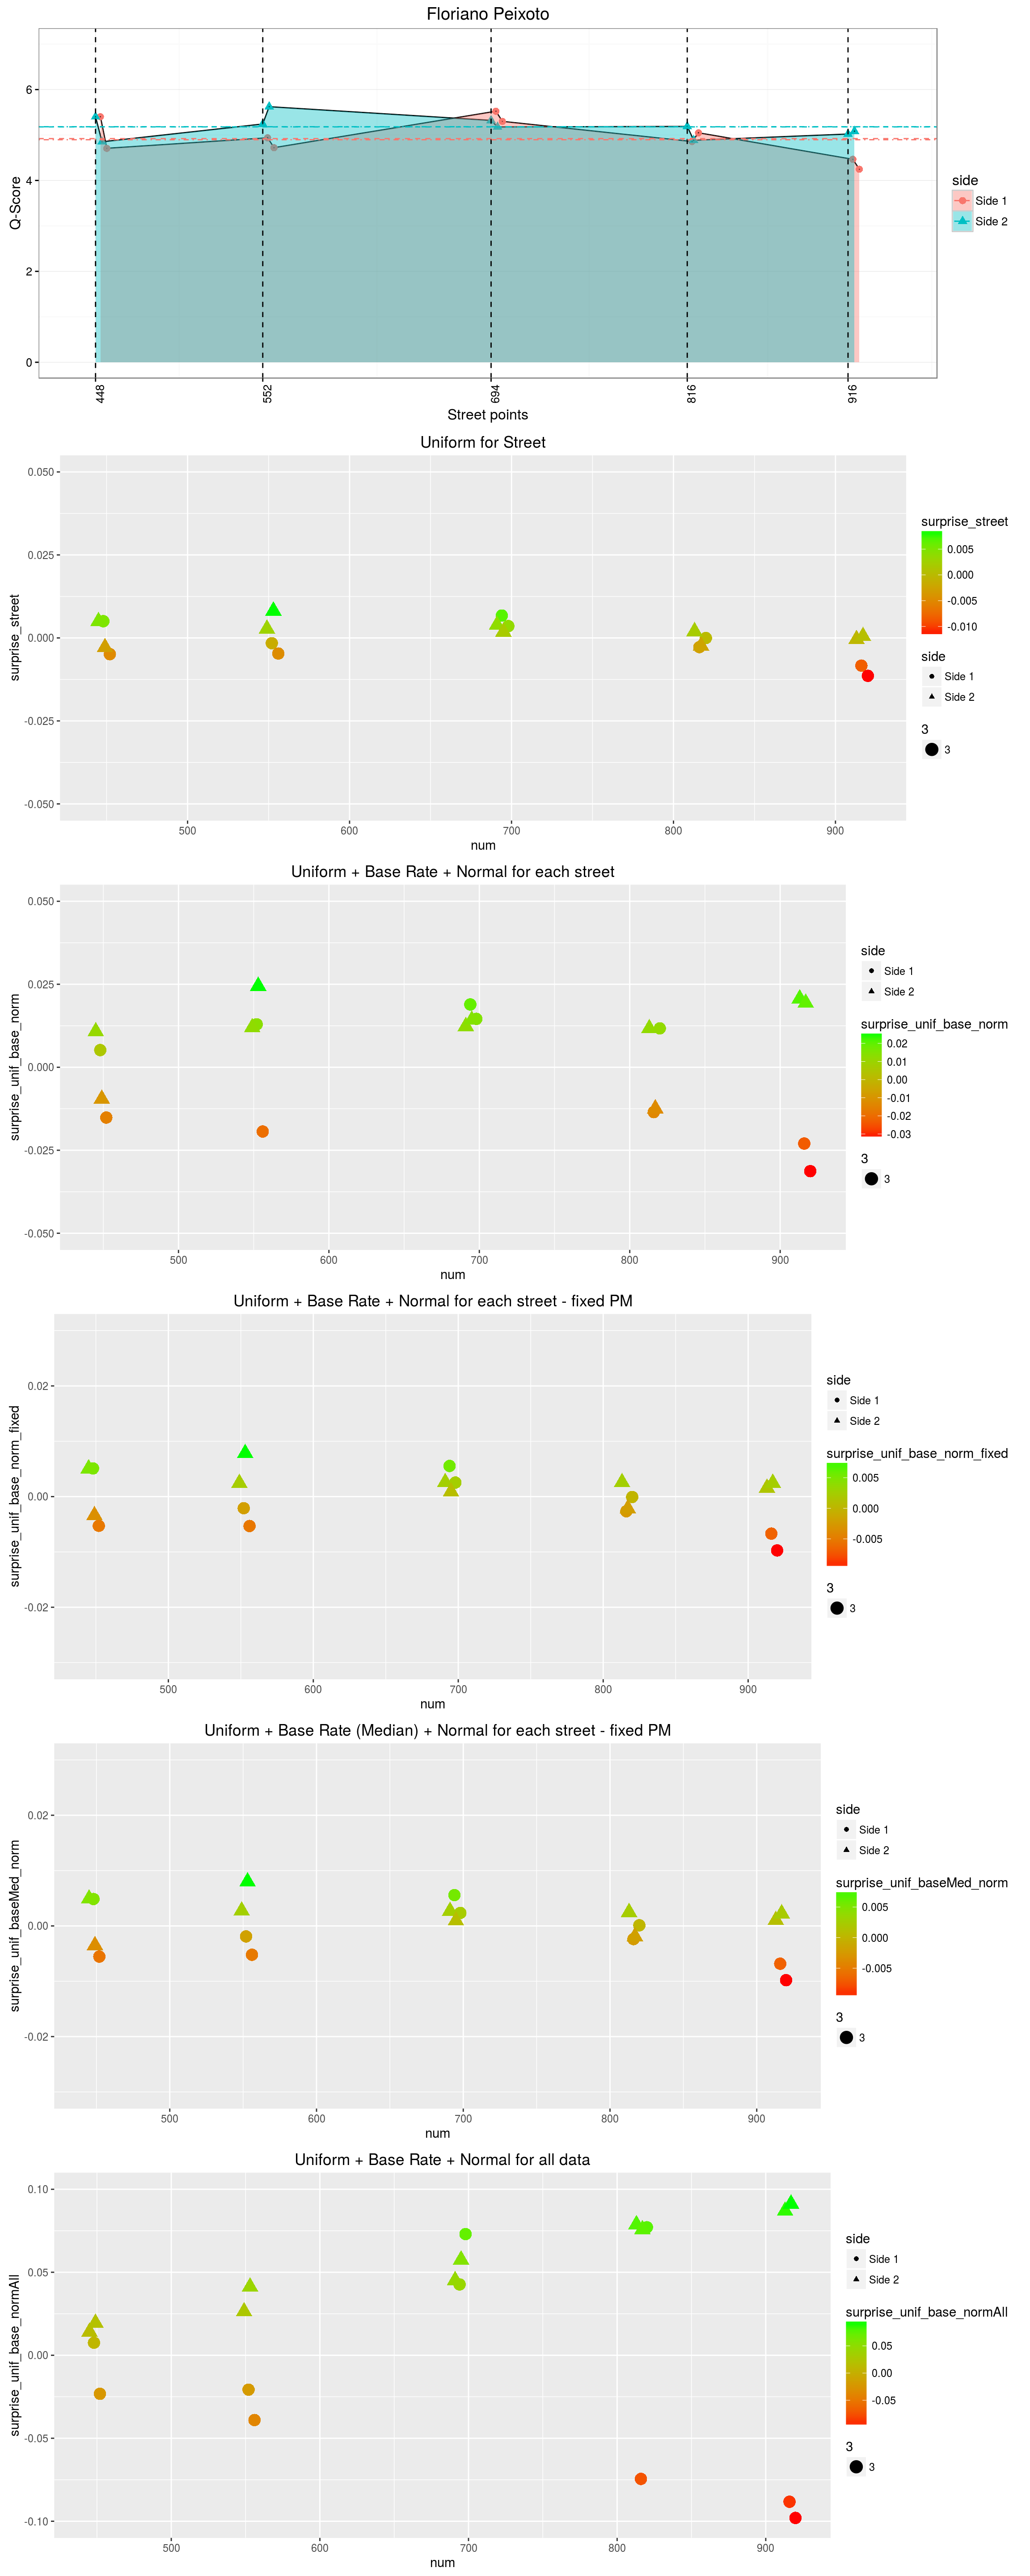 Floriano Peixoto
6
4
2
0
Q-Score
448
552
694
816
916
Street points
side
Side 1
Side 2
Uniform for Street
0.050
0.025
0.000
-0.025
-0.050
surprise_street
500
600
700
800
900
num
surprise_street
0.005
0.000
-0.005
-0.010
side
Side 1
Side 2
3
3
Uniform + Base Rate + Normal for each street
0.050
0.025
0.000
-0.025
-0.050
surprise_unif_base_norm
500
600
700
800
900
num
side
Side 1
Side 2
surprise_unif_base_norm
0.02
0.01
0.00
-0.01
-0.02
-0.03
3
3
Uniform + Base Rate + Normal for each street - fixed PM
0.02
0.00
-0.02
surprise_unif_base_norm_fixed
500
600
700
800
900
num
side
Side 1
Side 2
surprise_unif_base_norm_fixed
0.005
0.000
-0.005
3
3
Uniform + Base Rate (Median) + Normal for each street - fixed PM
0.02
0.00
-0.02
surprise_unif_baseMed_norm
500
600
700
800
900
num
side
Side 1
Side 2
surprise_unif_baseMed_norm
0.005
0.000
-0.005
3
3
Uniform + Base Rate + Normal for all data
0.10
0.05
0.00
-0.05
-0.10
surprise_unif_base_normAll
500
600
700
800
900
num
side
Side 1
Side 2
surprise_unif_base_normAll
0.05
0.00
-0.05
3
3